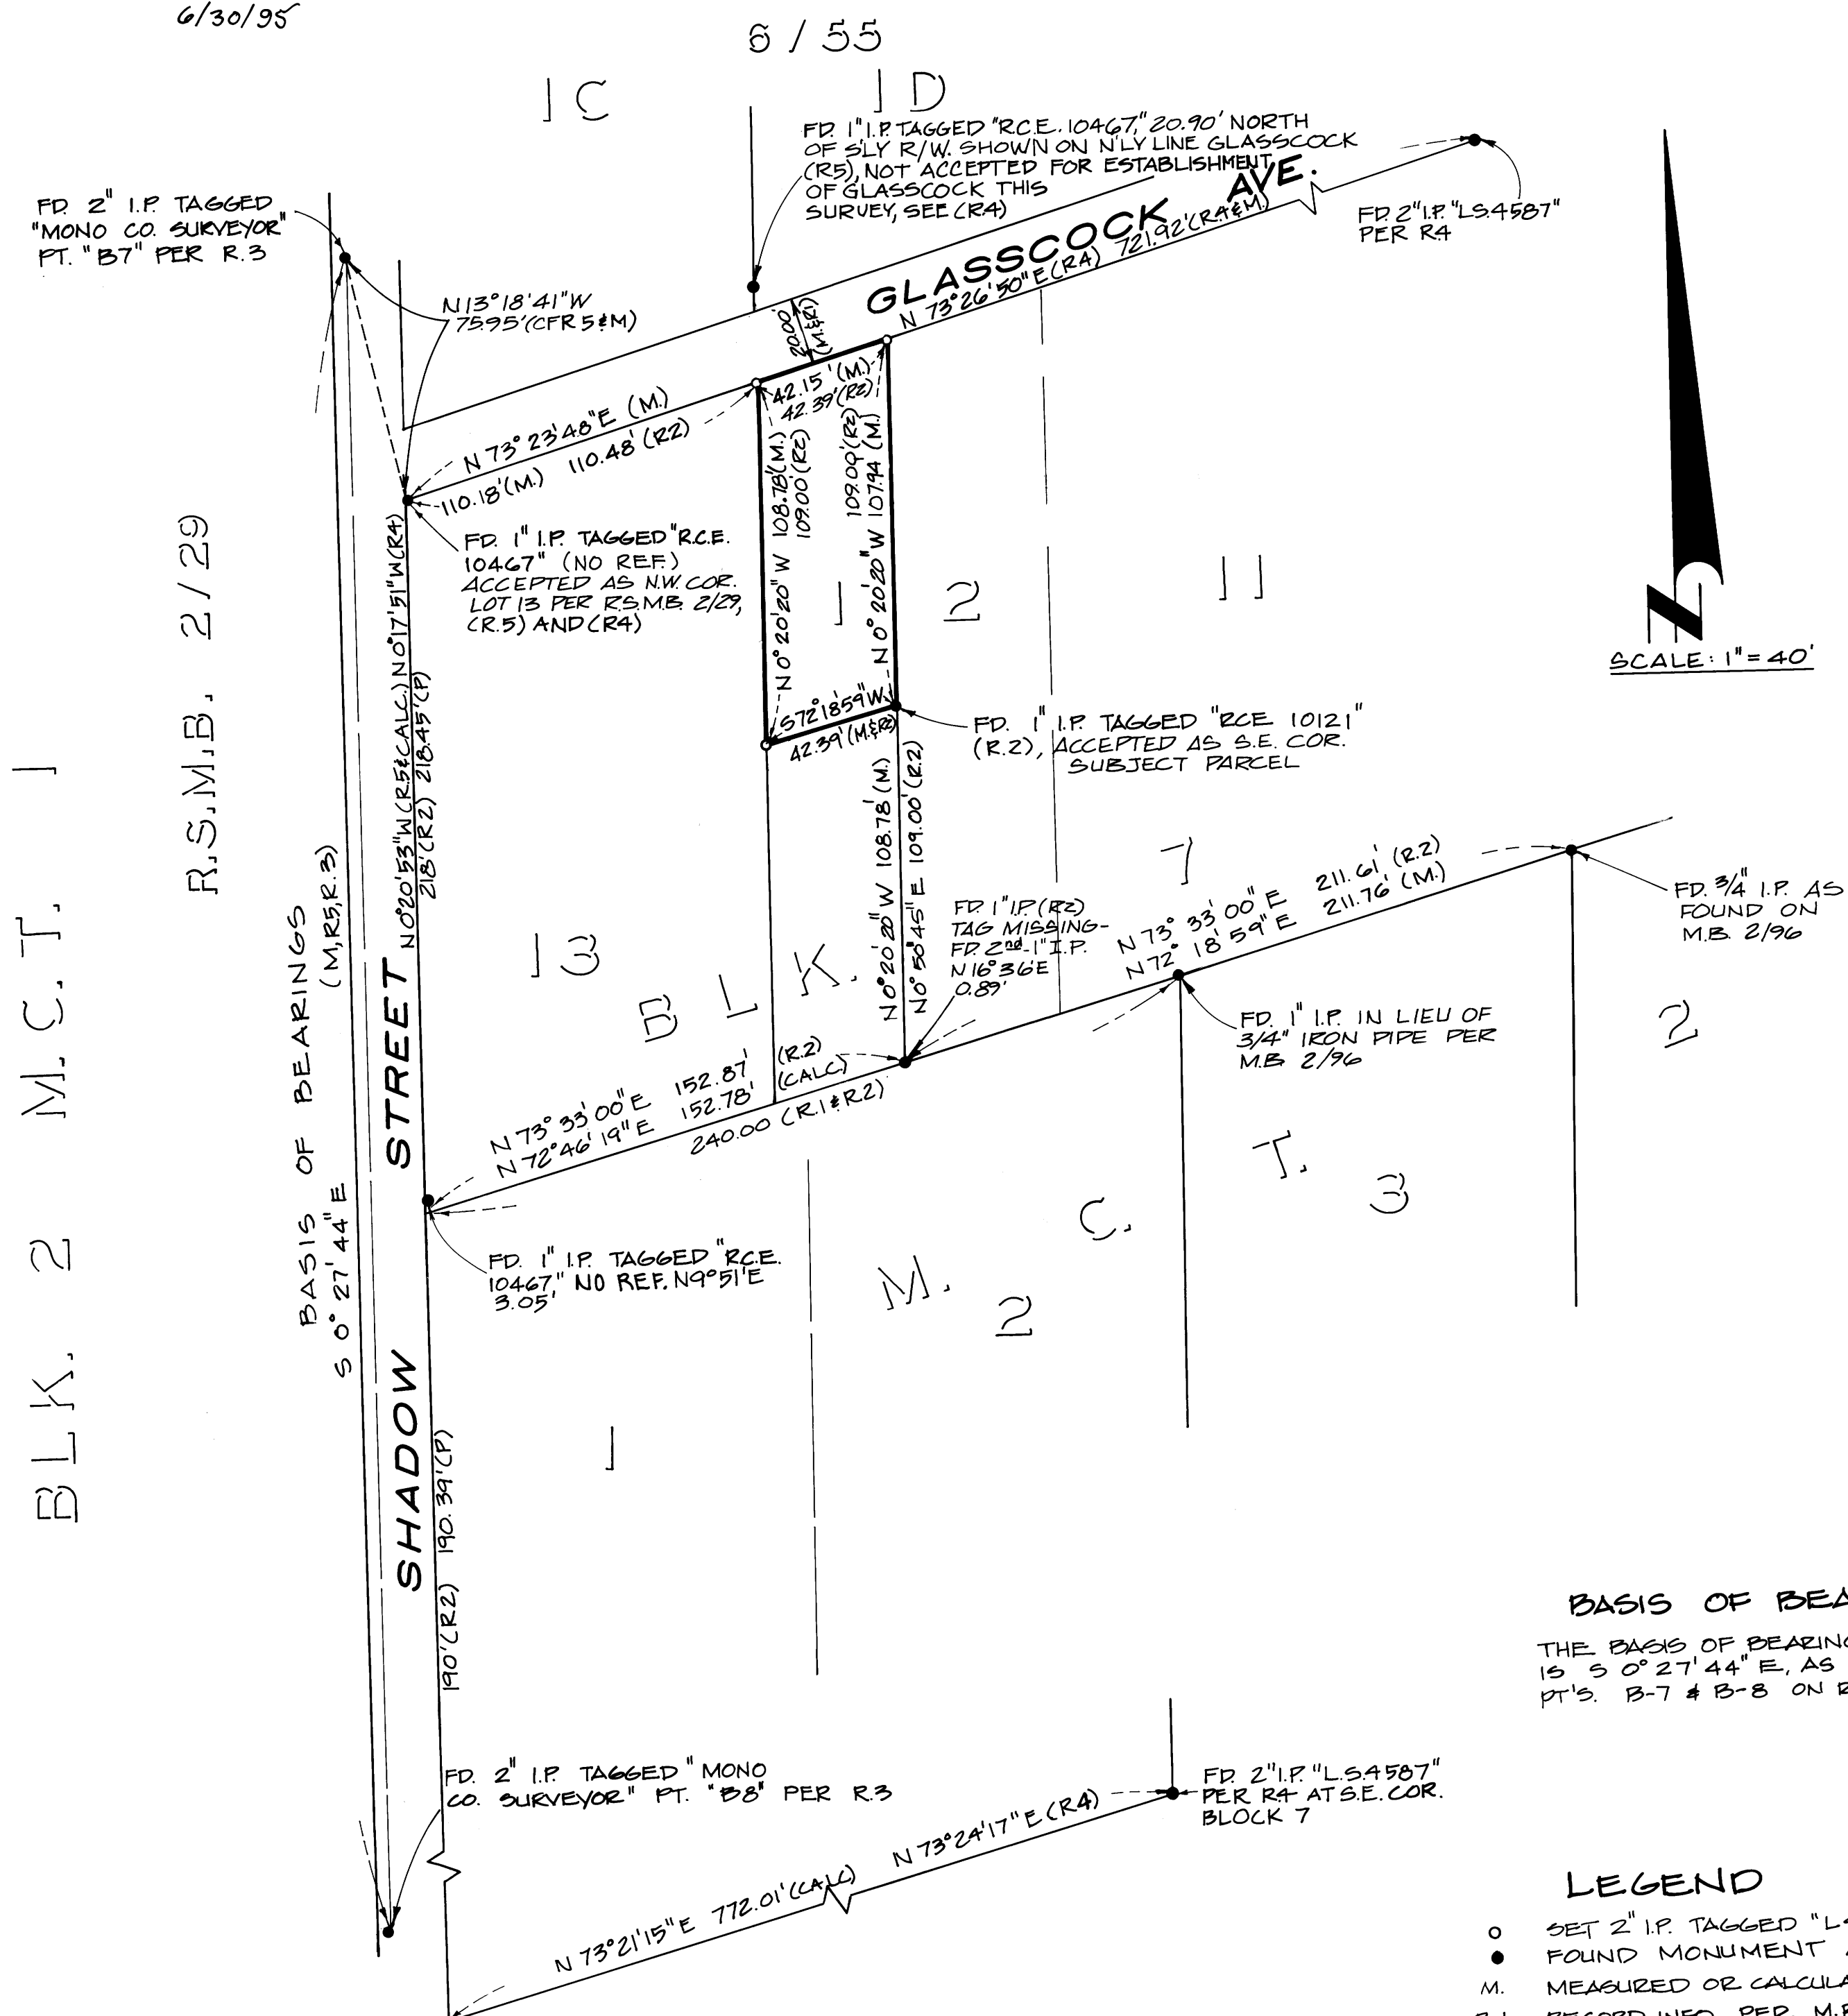 6/30/95
6 / 55
1 C
1 D
FD. 1" I.P. TAGGED "R.C.E. 10467," 20.90' NORTH
OF S'LY R/W. SHOWN ON N'LY LINE GLASSCOCK
(R5), NOT ACCEPTED FOR ESTABLISHMENT
OF GLASSCOCK THIS
SURVEY, SEE (R4)
GLASSCOCK AVE.
N 73°26'50"E (R4) 721.92' (R4&M.)
FD. 2" I.P. "L.S.4587"
PER R4
FD. 2" I.P. TAGGED
"MONO CO. SURVEYOR"
PT. "B7" PER R.3
N13°18'41"W
75.95' (CFR 5 & M)
20.00'
(M.&R1)
42.15' (M.)
42.39' (R2)
N 73° 23'48"E (M.)
110.18' (M.) 110.48' (R2)
FD. 1" I.P. TAGGED "R.C.E.
10467" (NO REF.)
ACCEPTED AS N.W. COR.
LOT 13 PER R.S.M.B. 2/29,
(R.5) AND (R4)
N 0° 20'20" W 108.78' (M.)
109.00' (R2)
109.00' (R2)
N 0° 20'20" W 107.94 (M.)
1
2
11
N
SCALE: 1" = 40'
S72°18'59"W.
42.39' (M.&R2)
FD. 1" I.P. TAGGED "RCE 10121"
(R.2), ACCEPTED AS S.E. COR.
SUBJECT PARCEL
R.S.M.B. 2/29
BLK. 2 M.C.T. 1
BASIS OF BEARINGS
(M,R5,R.3)
S 0° 27' 44" E
SHADOW STREET
N0°20'53"W (R.5&CALC.) N0°17'51"W (R4)
218' (R2) 218.45' (P)
N 0° 20'20" W 108.78' (M.)
N 0° 50'45" E 109.00' (R.2)
FD. 1" I.P. (R2)
TAG MISSING-
FD. 2nd-1" I.P.
N16°36'E
0.89'
7
N 73° 33' 00" E 211.61' (R.2)
N 72° 18' 59" E 211.76' (M.)
FD. 3/4" I.P. AS
FOUND ON
M.B. 2/96
13
BLK.
FD. 1" I.P. IN LIEU OF
3/4" IRON PIPE PER
M.B. 2/96
2
N 73° 33' 00" E 152.87' (R.2)
N 72° 46' 19" E 152.78' (CALC.)
240.00 (R.1 & R.2)
M. C. T.
3
2
FD. 1" I.P. TAGGED "R.C.E.
10467," NO REF. N9°51'E
3.05'
1
190' (R2) 190.39' (P)
BASIS OF BEA
THE BASIS OF BEARING
IS S 0° 27' 44" E, AS
PT'S. B-7 & B-8 ON R
FD. 2" I.P. TAGGED "MONO
CO. SURVEYOR" PT. "B8" PER R.3
FD. 2" I.P. "L.S.4587"
PER R4 AT S.E. COR.
BLOCK 7
N 73°21'15"E 772.01' (CALC) N 73°24'17"E (R4)
LEGEND
SET 2" I.P. TAGGED "L
FOUND MONUMENT
M. MEASURED OR CALCULA
RECORD INFO. PER M.